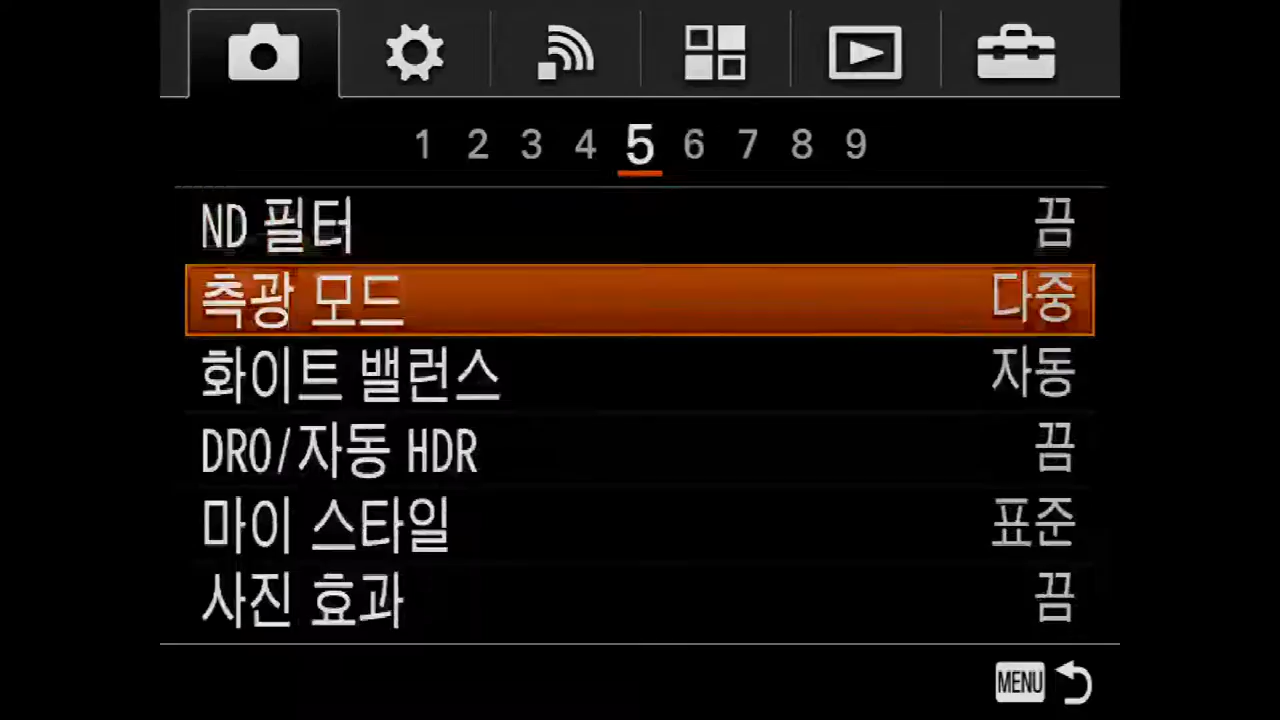 1 2 3 4 5 6 7 8 9
ND 필터 끔
측광 모드 다중
화이트 밸런스 자동
DRO/자동 HDR 끔
마이 스타일 표준
사진 효과 끔
MENU